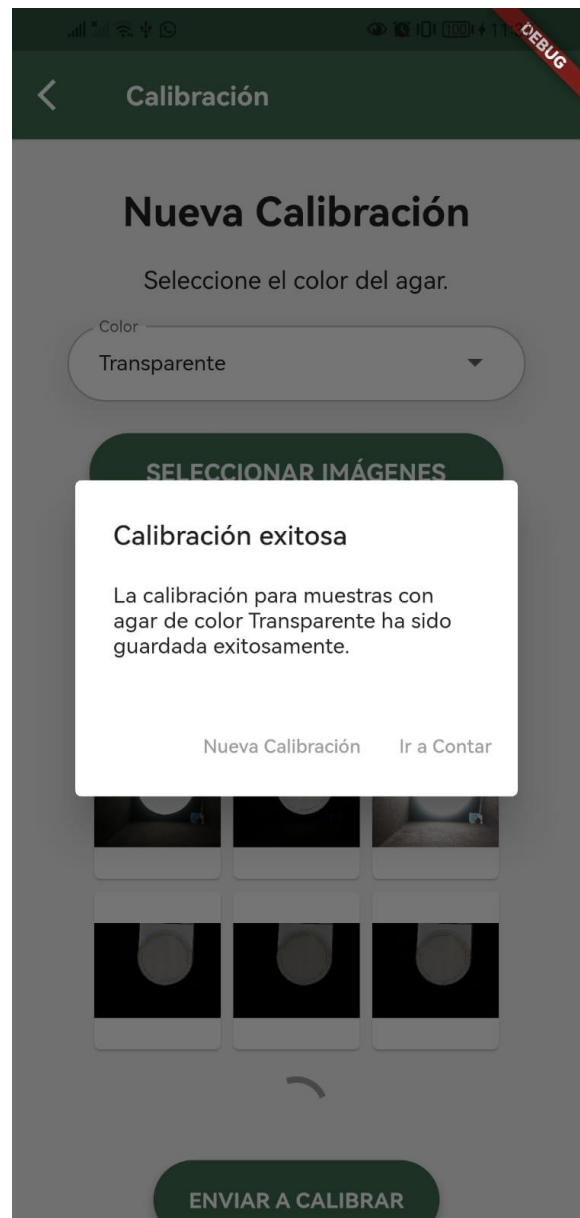 DEBUG
100
Calibración
Nueva Calibración
Seleccione el color del agar.
Color
Transparente
SELECCIONAR IMÁGENES
Calibración exitosa
La calibración para muestras con
agar de color Transparente ha sido
guardada exitosamente.
Nueva Calibración Ir a Contar
ENVIAR A CALIBRAR